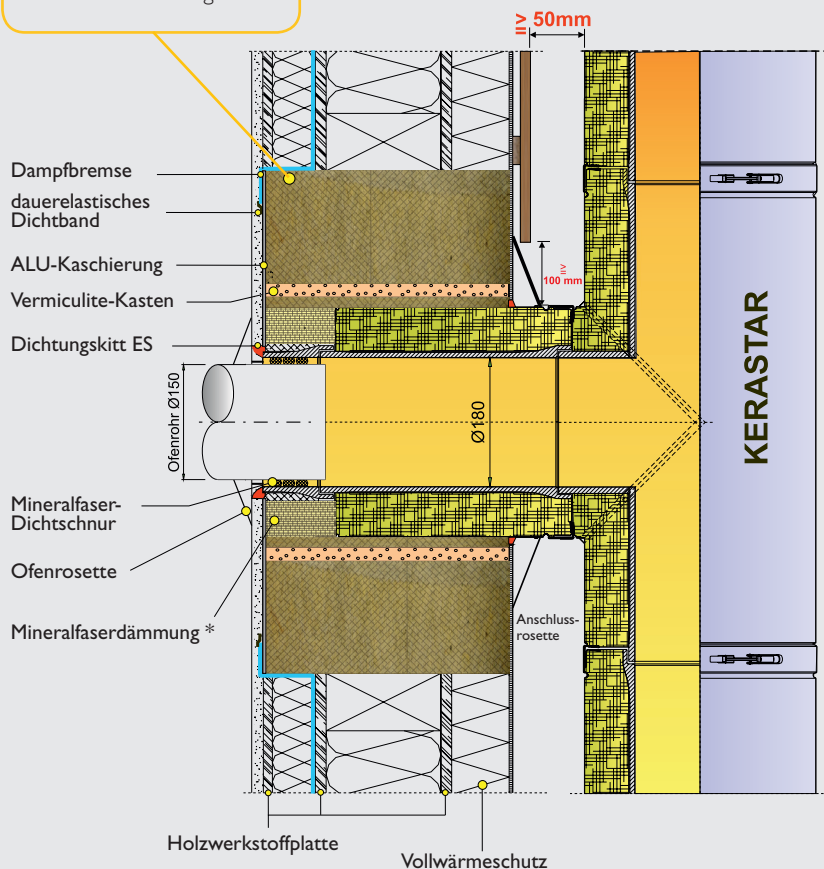 ≥ 50mm
Dampfbremse
dauerelastisches
Dichtband
ALU-Kaschierung
≥
100 mm
Vermiculite-Kasten
Dichtungskitt ES
Ofenrohr Ø150
Ø180
KERASTAR
Mineralfaser-
Dichtschnur
Ofenrosette
Mineralfaserdämmung *
Anschluss-
rosette
Holzwerkstoffplatte
Vollwärmeschutz